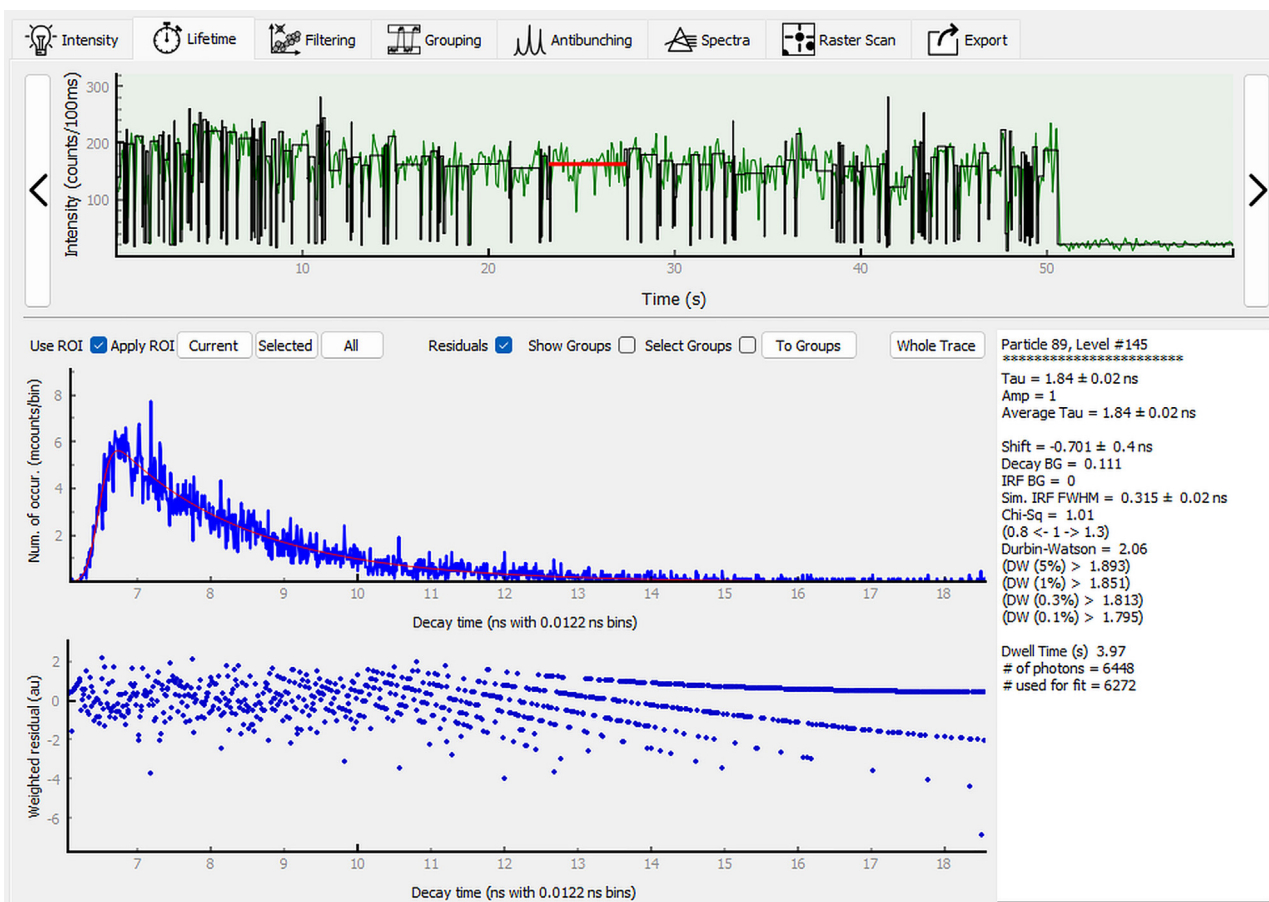 Intensity Lifetime Filtering Grouping Antibunching Spectra Raster Scan Export
Intensity (counts/100ms)
300
200
100
10 20 30 40 50
Time (s)
Use ROI Apply ROI Current Selected All Residuals Show Groups Select Groups To Groups Whole Trace
Num. of occur. (mcounts/bin)
8
6
4
2
7 8 9 10 11 12 13 14 15 16 17 18
Decay time (ns with 0.0122 ns bins)
Weighted residual (au)
2
0
-2
-4
-6
7 8 9 10 11 12 13 14 15 16 17 18
Decay time (ns with 0.0122 ns bins)
Particle 89, Level #145
***********************
Tau = 1.84 ± 0.02 ns
Amp = 1
Average Tau = 1.84 ± 0.02 ns
Shift = -0.701 ± 0.4 ns
Decay BG = 0.111
IRF BG = 0
Sim. IRF FWHM = 0.315 ± 0.02 ns
Chi-Sq = 1.01
(0.8 <- 1 -> 1.3)
Durbin-Watson = 2.06
(DW (5%) > 1.893)
(DW (1%) > 1.851)
(DW (0.3%) > 1.813)
(DW (0.1%) > 1.795)
Dwell Time (s) 3.97
# of photons = 6448
# used for fit = 6272